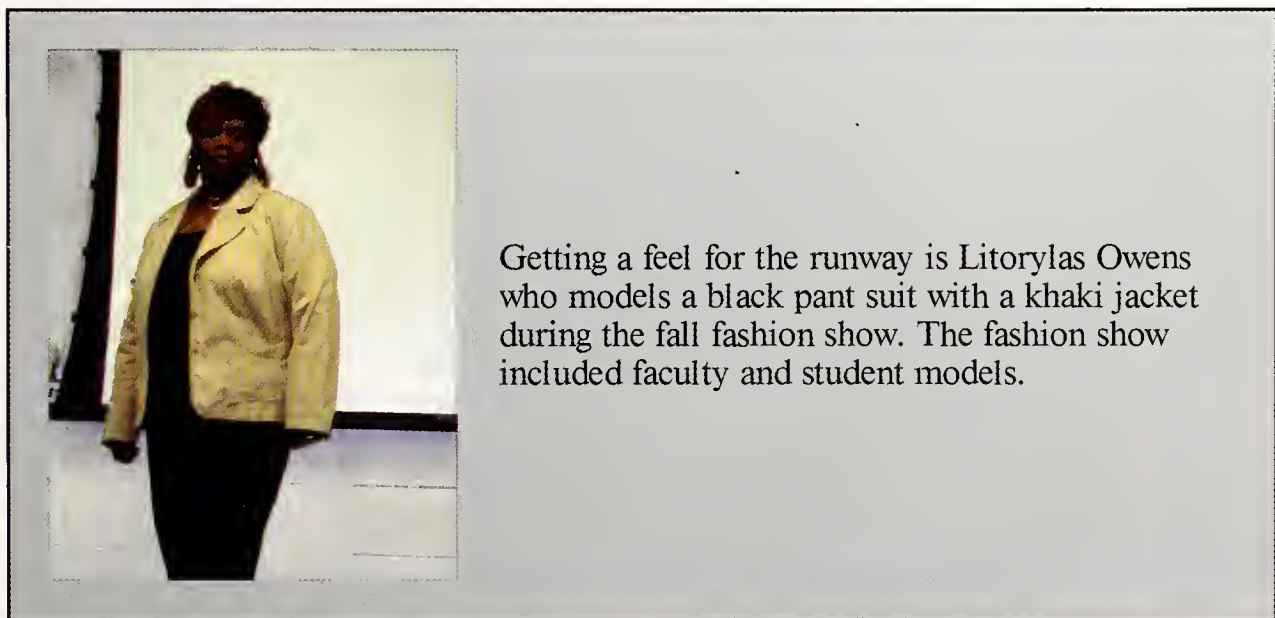 Getting a feel for the runway is Litorylas Owens
who models a black pant suit with a khaki jacket
during the fall fashion show. The fashion show
included faculty and student models.